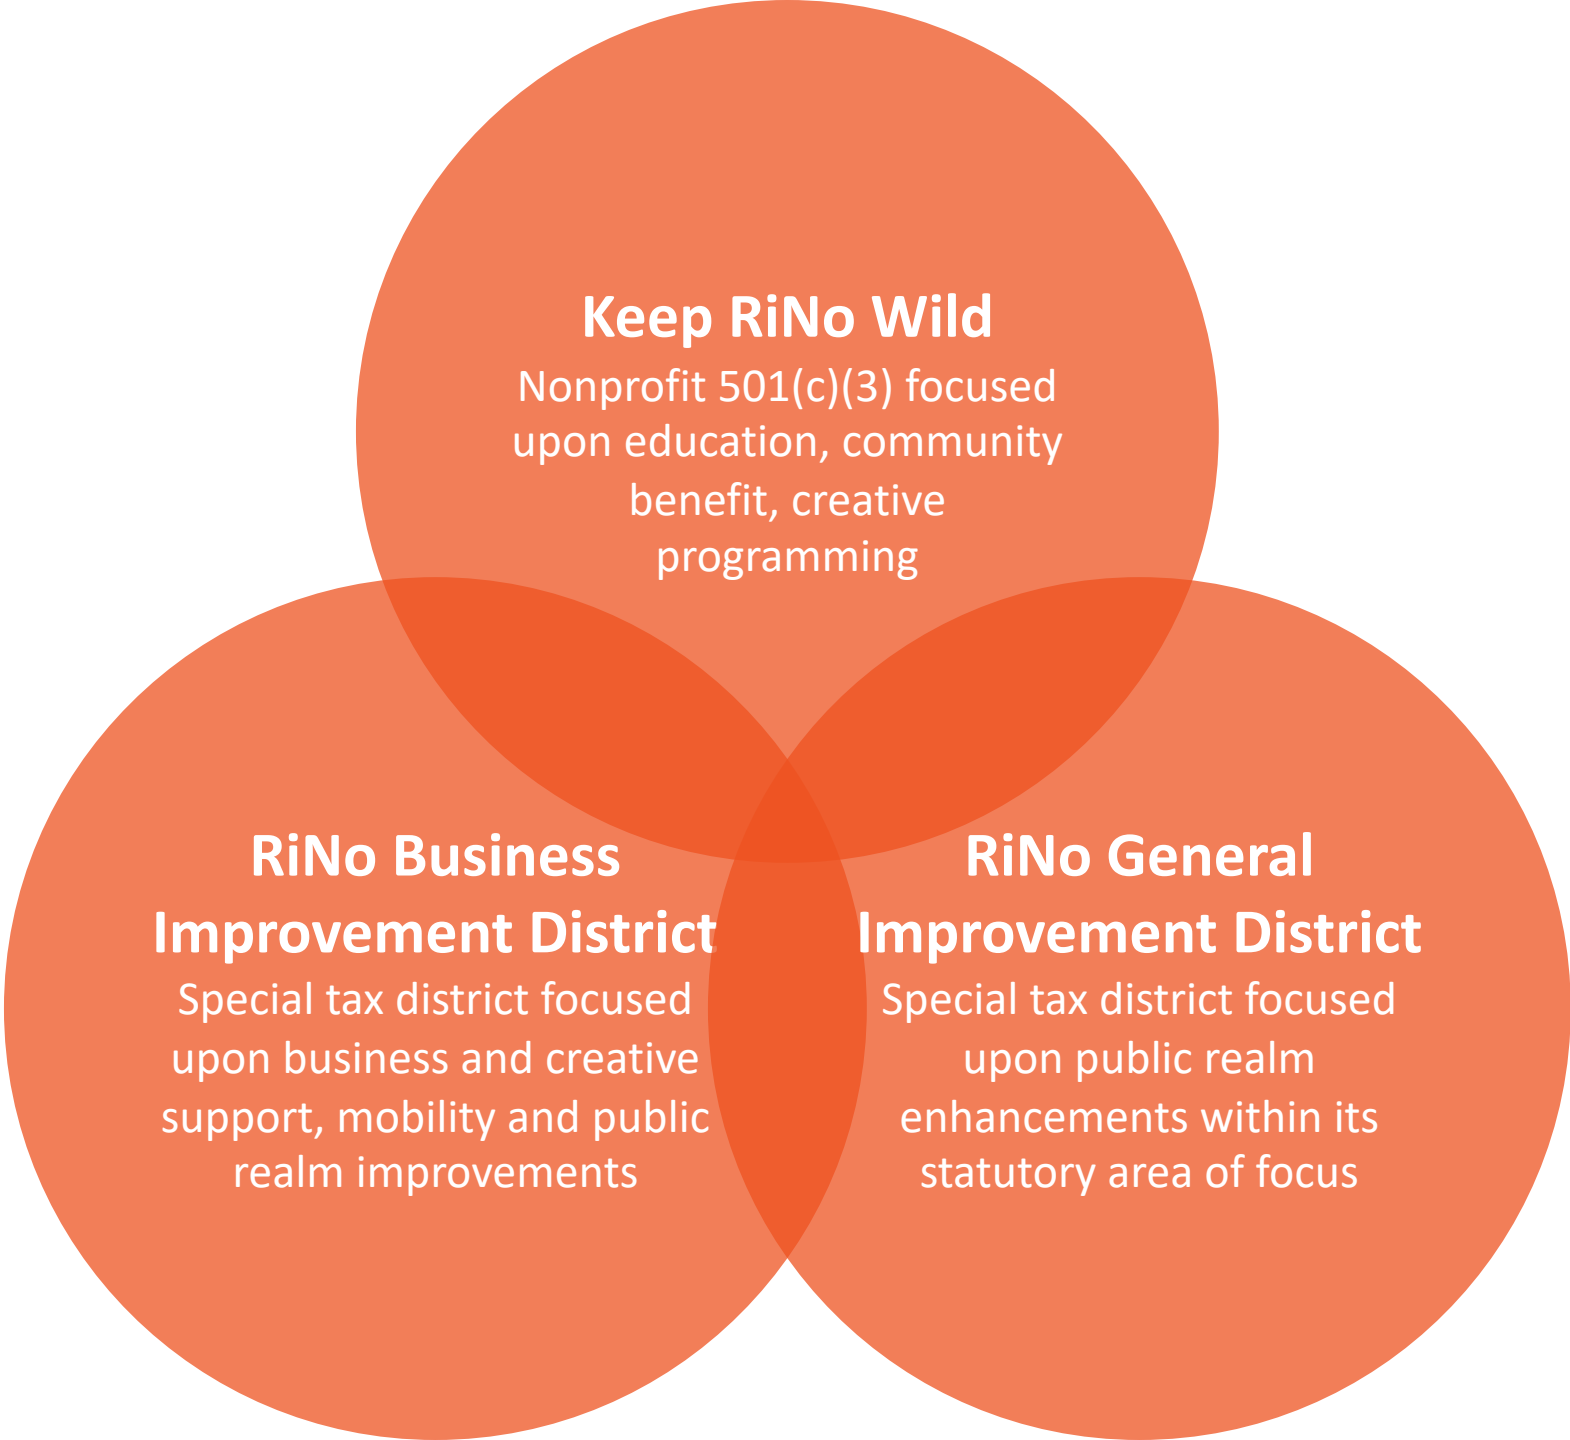 Keep RiNo Wild
Nonprofit 501(c)(3) focused
upon education, community
benefit, creative
programming
RiNo Business
Improvement District
Special tax district focused
upon business and creative
support, mobility and public
realm improvements
RiNo General
Improvement District
Special tax district focused
upon public realm
enhancements within its
statutory area of focus